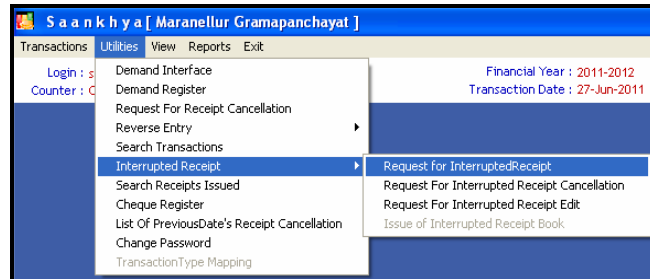 S a a n k h y a [ Maranellur Gramapanchayat ]
Transactions Utilities View Reports Exit
Login : s
Financial Year : 2011-2012
Counter : C
Transaction Date : 27-Jun-2011
Demand Interface
Demand Register
Request For Receipt Cancellation
Reverse Entry
Search Transactions
Interrupted Receipt
Request for InterruptedReceipt
Search Receipts Issued
Request For Interrupted Receipt Cancellation
Cheque Register
Request For Interrupted Receipt Edit
List Of PreviousDate's Receipt Cancellation
Issue of Interrupted Receipt Book
Change Password
TransactionType Mapping